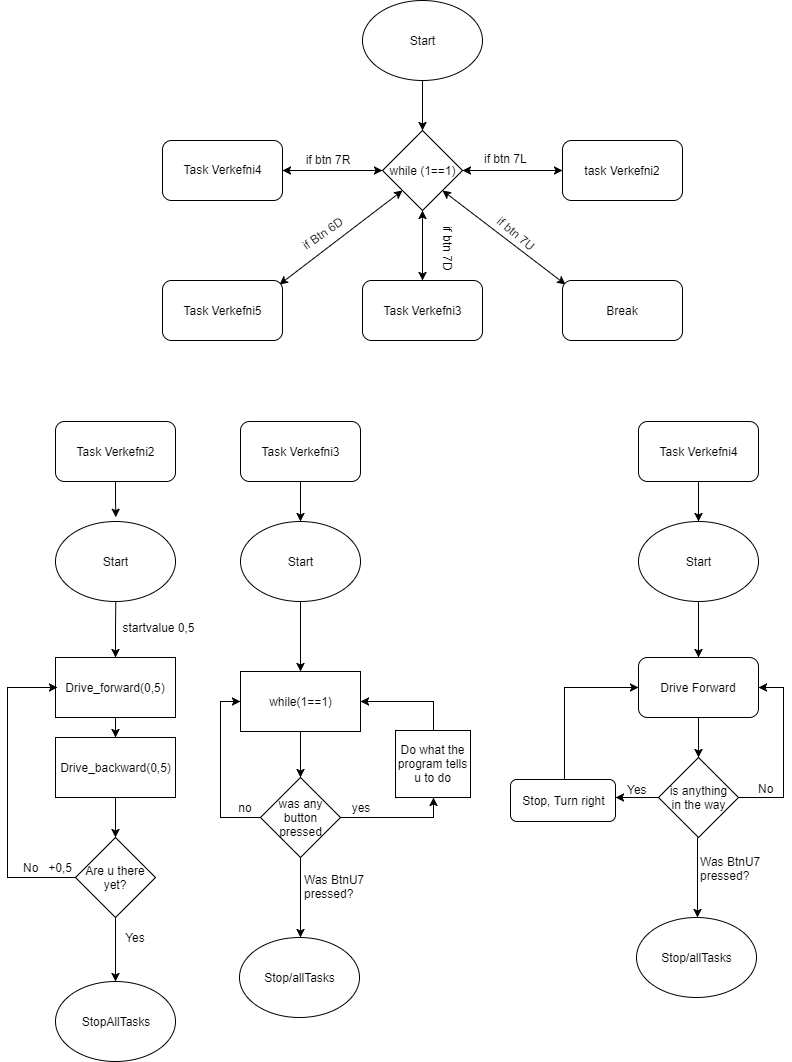 Start
if btn 7R
if btn 7L
Task Verkefni4
while (1==1)
task Verkefni2
if Btn 6D
if btn 7D
if btn 7U
Task Verkefni5
Task Verkefni3
Break
Task Verkefni2
Start
startvalue 0,5
Drive_forward(0,5)
Drive_backward(0,5)
Are u there
yet?
No +0,5
Yes
StopAllTasks
Task Verkefni3
Start
while(1==1)
Do what the
program tells
u to do
was any
button
pressed
no
yes
Was BtnU7
pressed?
Stop/allTasks
Task Verkefni4
Start
Drive Forward
is anything
in the way
Yes
No
Stop, Turn right
Was BtnU7
pressed?
Stop/allTasks